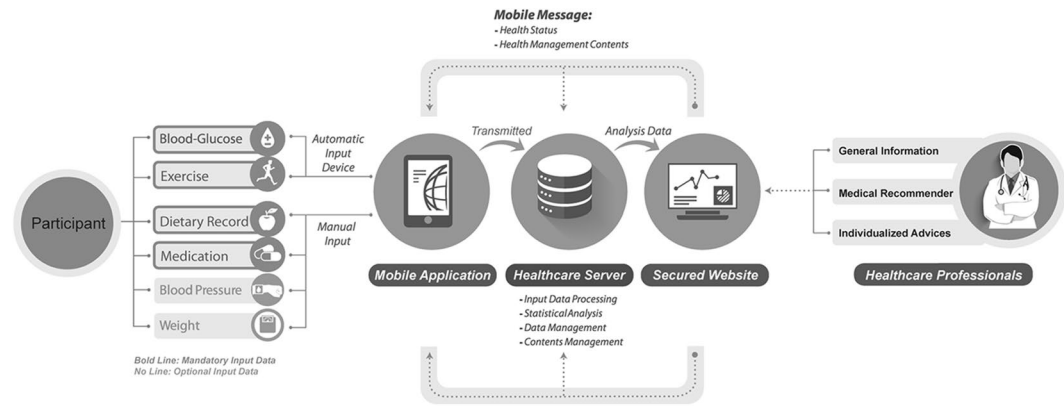 Mobile Message:
- Health Status
- Health Management Contents
Participant
Blood-Glucose
Exercise
Dietary Record
Medication
Blood Pressure
Weight
Bold Line: Mandatory Input Data
No Line: Optional Input Data
Automatic
Input
Device
Manual
Input
Transmitted
Analysis Data
Mobile Application
Healthcare Server
Secured Website
- Input Data Processing
- Statistical Analysis
- Data Management
- Contents Management
General Information
Medical Recommender
Individualized Advices
Healthcare Professionals